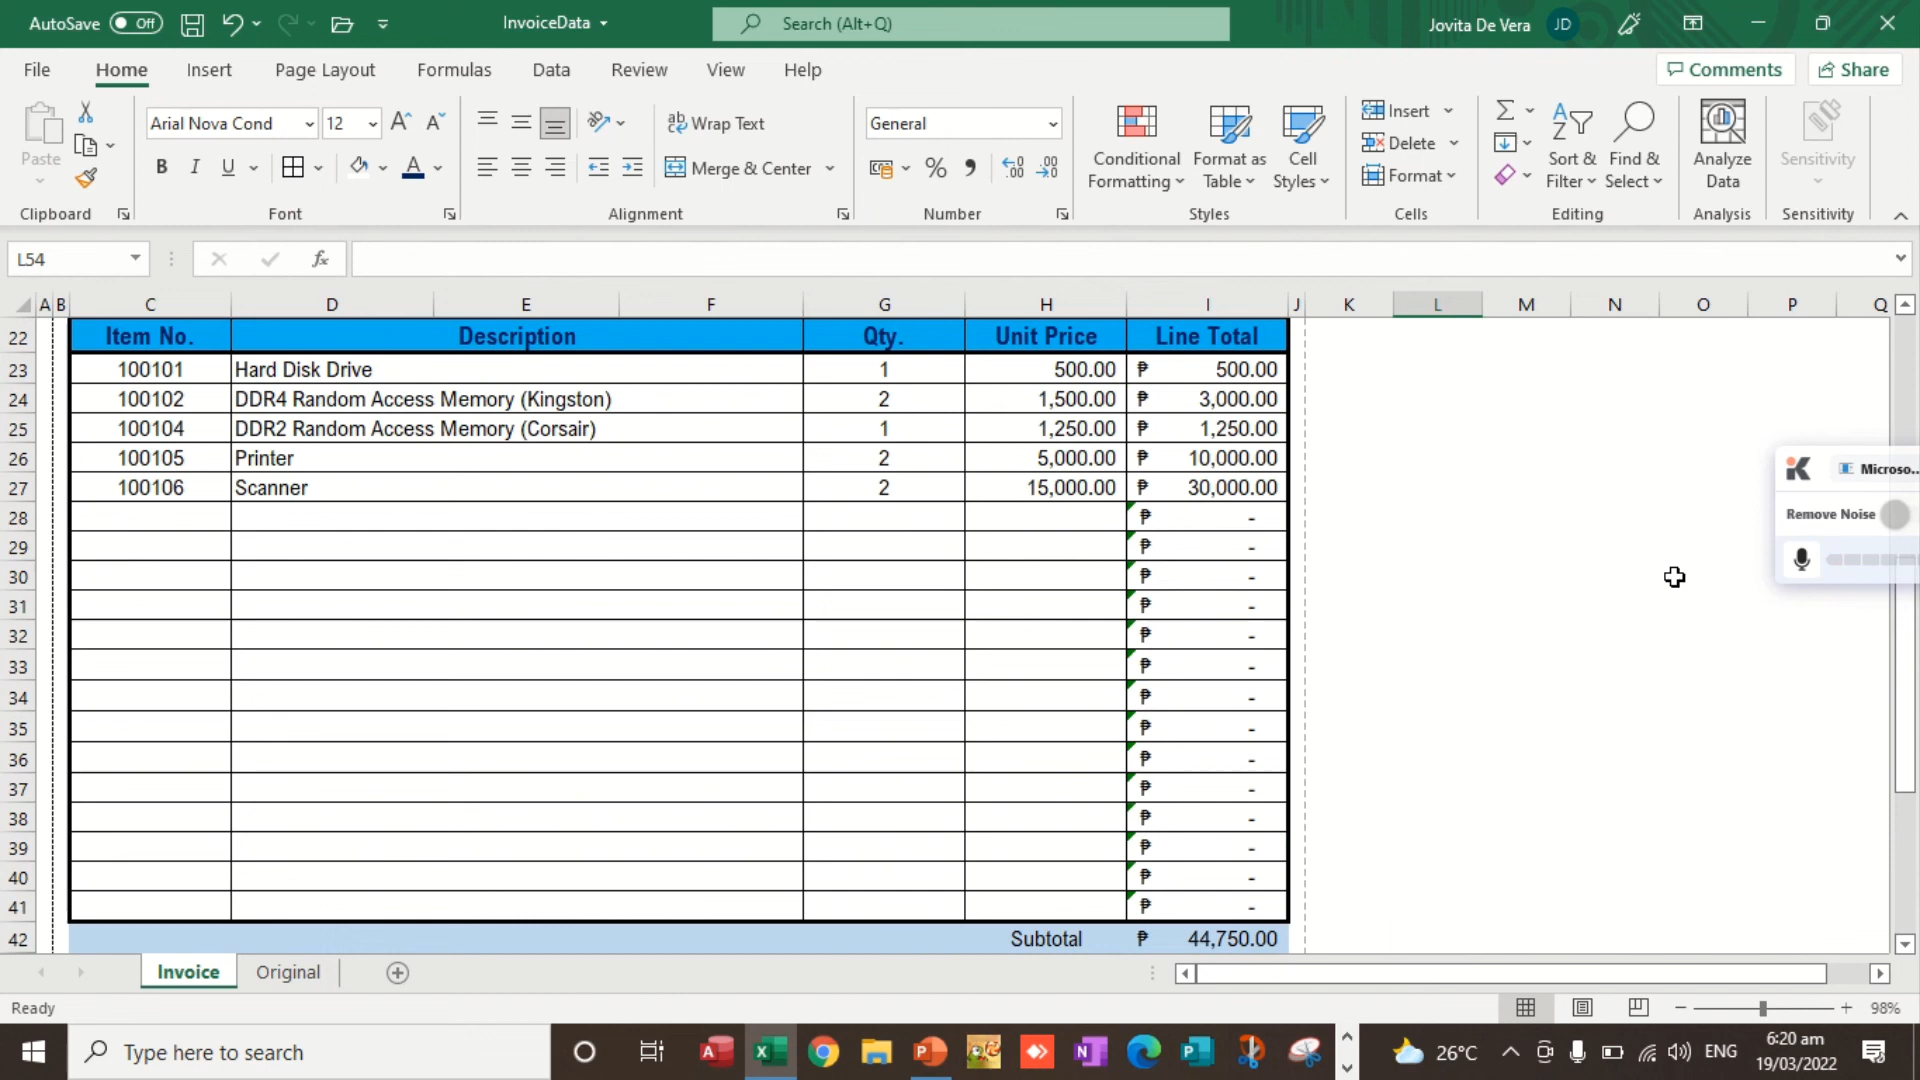 AutoSave Off InvoiceData Search (Alt+Q) Jovita De Vera JD
File Home Insert Page Layout Formulas Data Review View Help Comments Share
Paste Arial Nova Cond 12 Wrap Text General Conditional Formatting Format as Table Cell Styles Insert Sort & Filter Find & Select Analyze Data Sensitivity
B I U Merge & Center % Delete
Format
Clipboard Font Alignment Number Styles Cells Editing Analysis Sensitivity
L54 fx
A B C D E F G H I J K L M N O P Q
22 Item No. Description Qty. Unit Price Line Total
23 100101 Hard Disk Drive 1 500.00 ₱ 500.00
24 100102 DDR4 Random Access Memory (Kingston) 2 1,500.00 ₱ 3,000.00
25 100104 DDR2 Random Access Memory (Corsair) 1 1,250.00 ₱ 1,250.00
26 100105 Printer 2 5,000.00 ₱ 10,000.00
27 100106 Scanner 2 15,000.00 ₱ 30,000.00
28 ₱ -
29 ₱ -
30 ₱ -
31 ₱ -
32 ₱ -
33 ₱ -
34 ₱ -
35 ₱ -
36 ₱ -
37 ₱ -
38 ₱ -
39 ₱ -
40 ₱ -
41 ₱ -
42 Subtotal ₱ 44,750.00
Microso...
Remove Noise
Invoice Original
Ready 98%
Type here to search 26°C ENG 6:20 am
19/03/2022